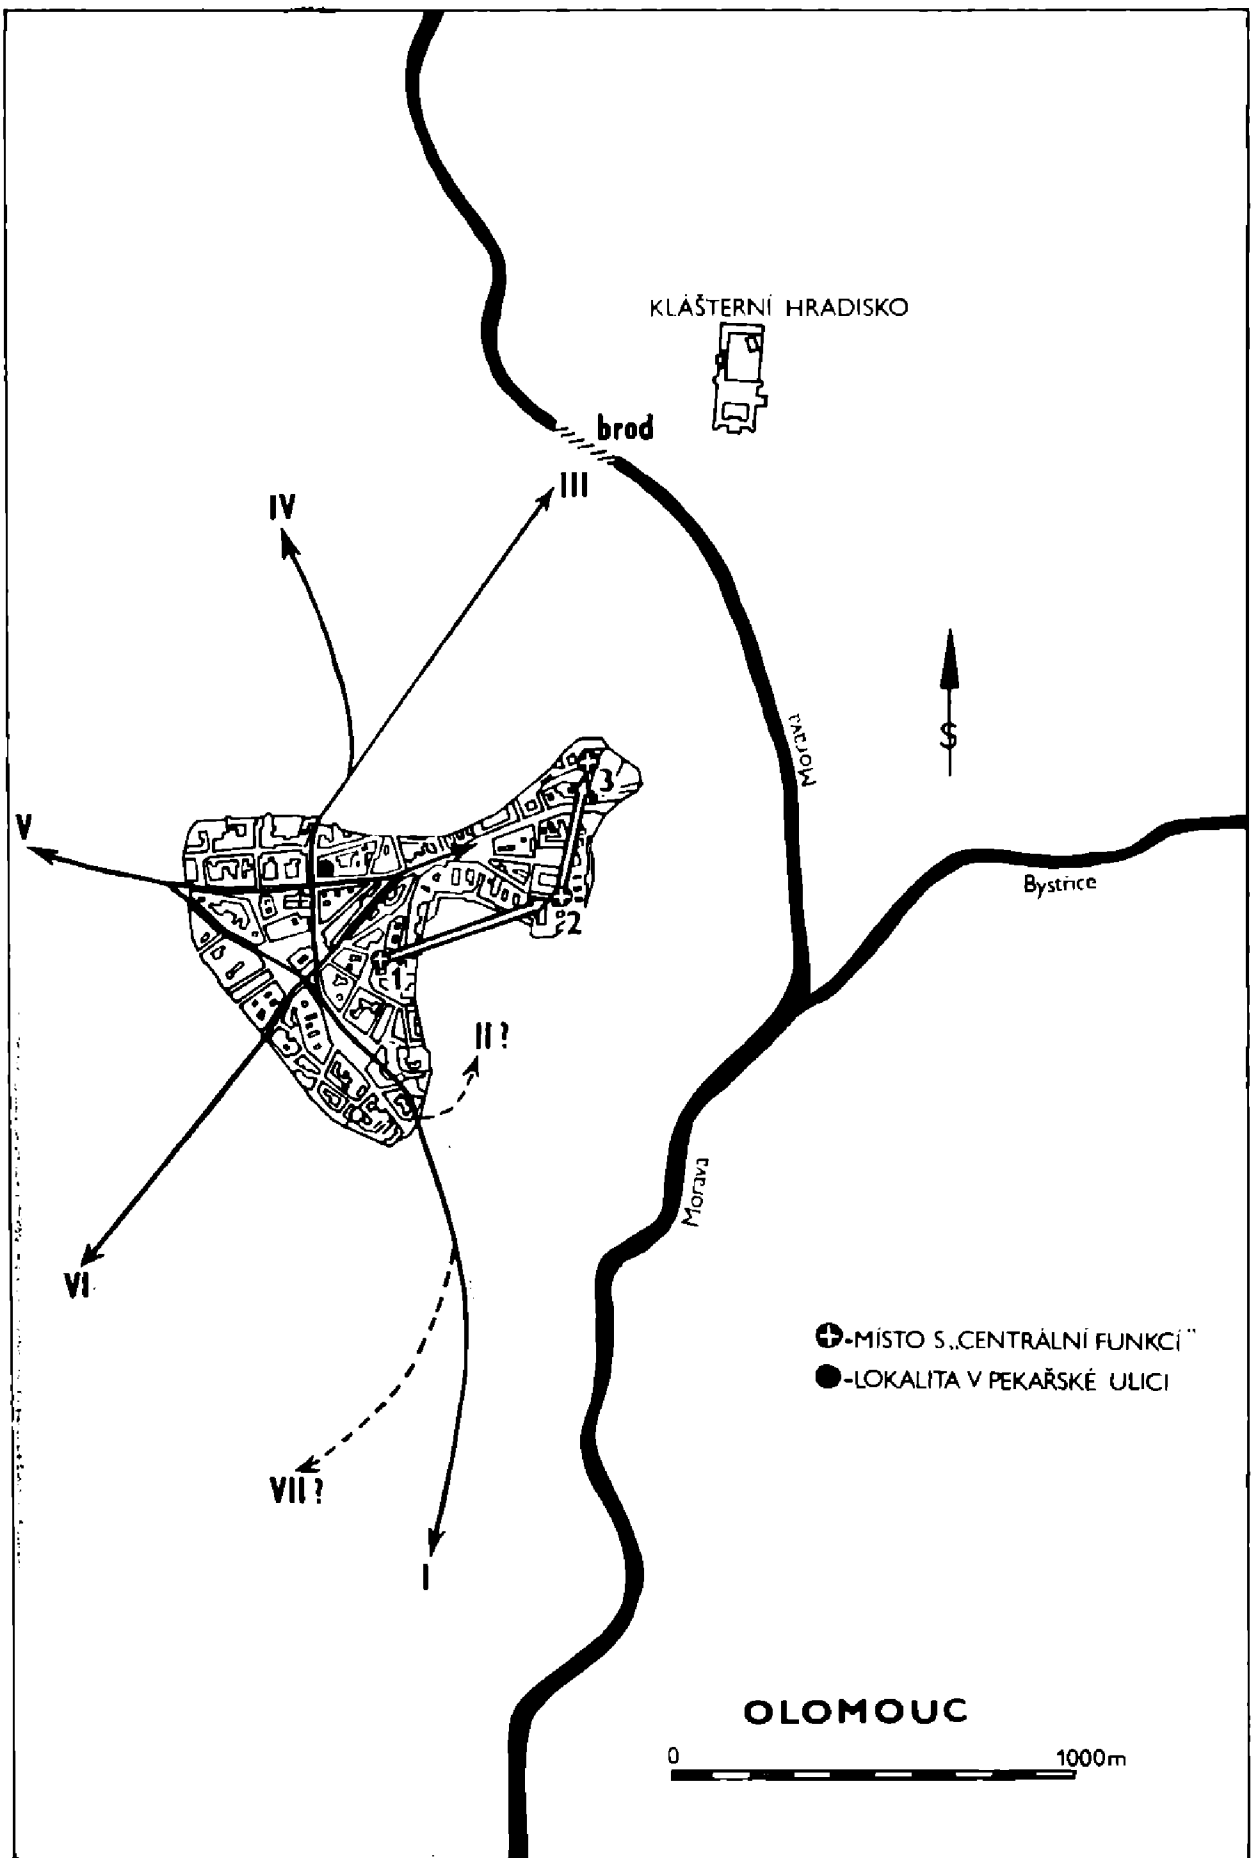 KLÁŠTERNÍ HRADISKO
brod
III
IV
S
Morava
V
3
Bystřice
2
1
II?
Morava
VI
-MÍSTO S „CENTRÁLNÍ FUNKCÍ"
-LOKALITA V PEKAŘSKÉ ULICI
VII?
I
OLOMOUC
0 1000m